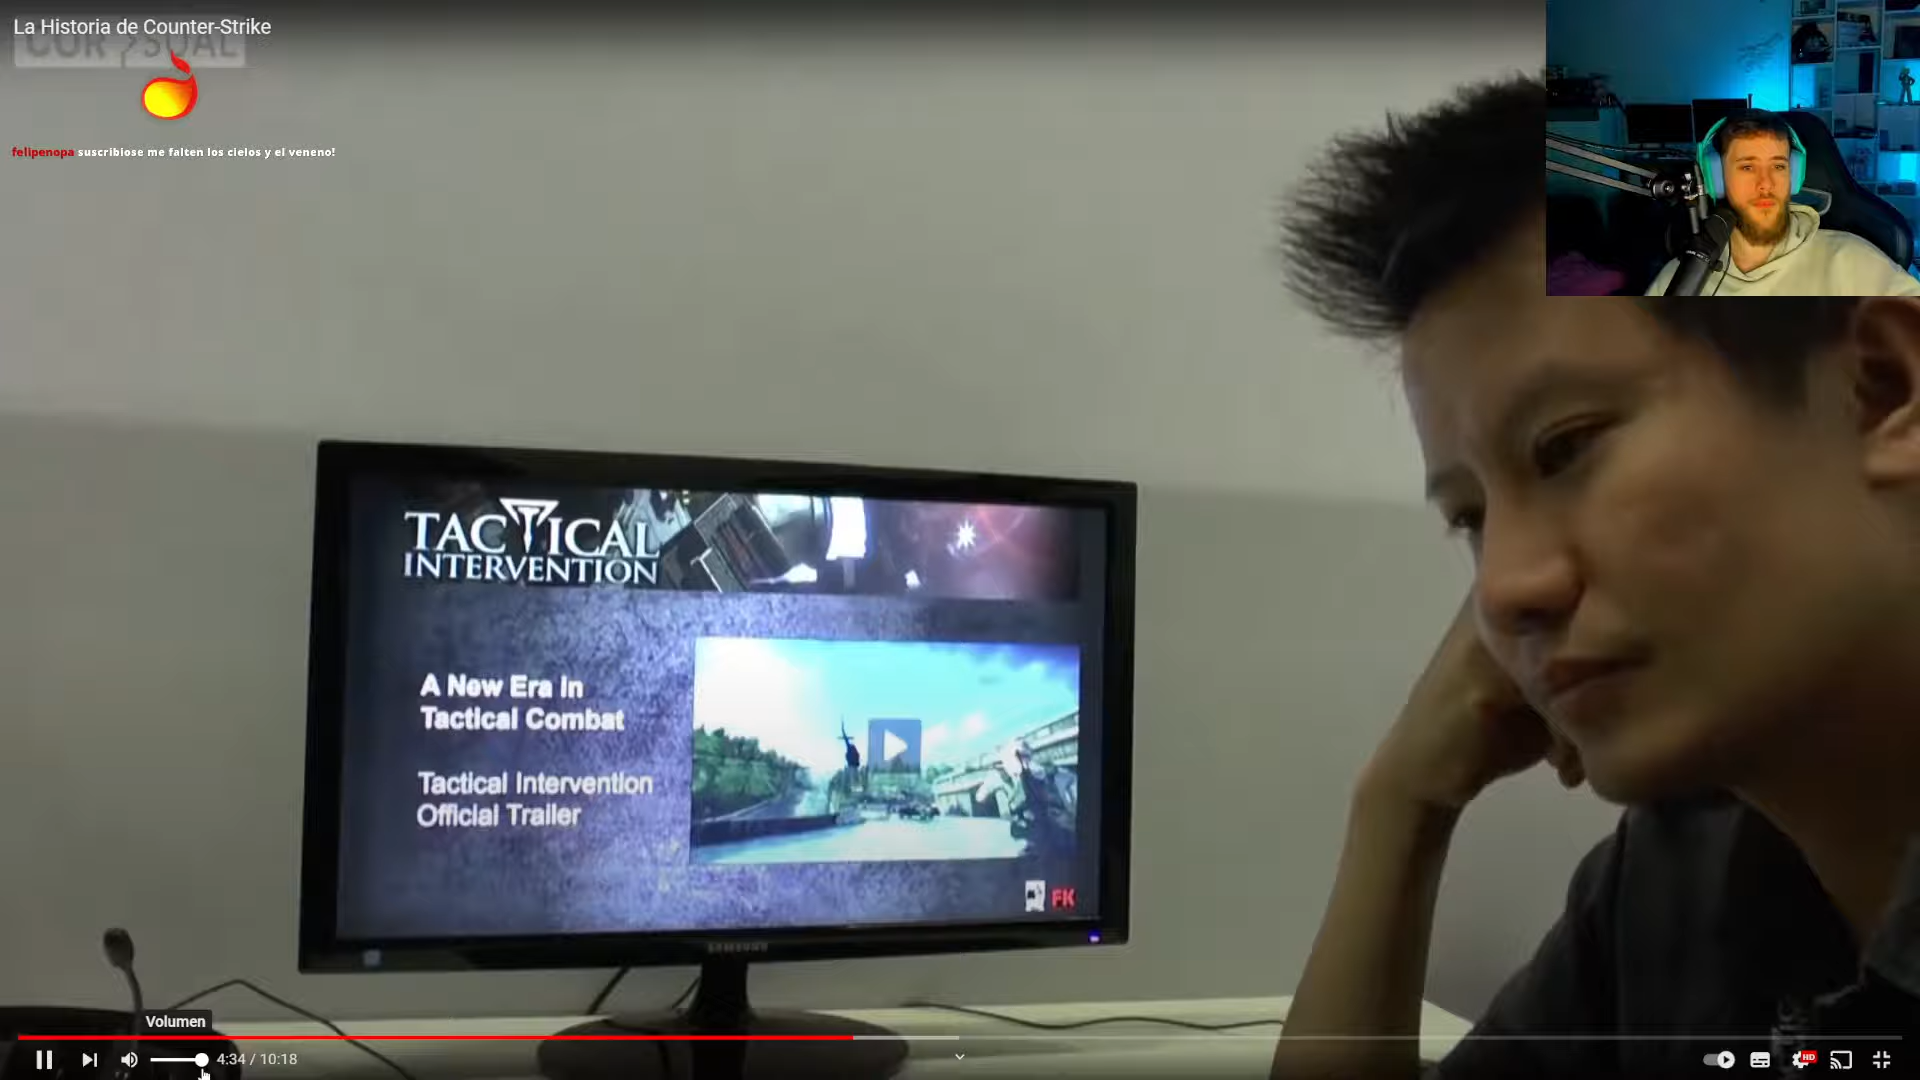 La Historia de Counter-Strike
felipenopa suscribiose me falten los cielos y el veneno!
TACTICAL
INTERVENTION
A New Era in
Tactical Combat
Tactical Intervention
Official Trailer
FK
SAMSUNG
Volumen
4:34 / 10:18
HD